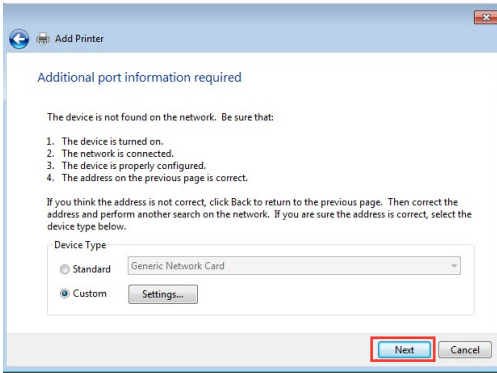 Add Printer
Additional port information required
The device is not found on the network.  Be sure that:
1.  The device is turned on.
2.  The network is connected.
3.  The device is properly configured.
4.  The address on the previous page is correct.
If you think the address is not correct, click Back to return to the previous page.  Then correct the
address and perform another search on the network.  If you are sure the address is correct, select the
device type below.
Device Type
Standard
Generic Network Card
Custom
Settings...
Next
Cancel